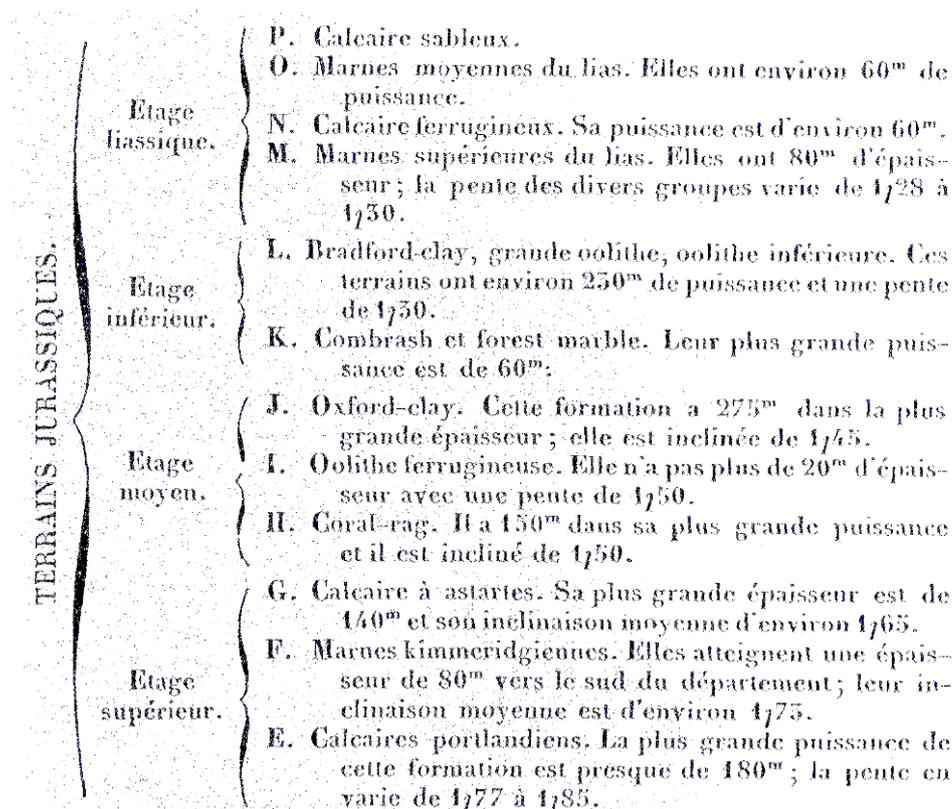 TERRAINS JURASSIQUES.
Etage
liassique.
P. Calcaire sableux.
O. Marnes moyennes du lias. Elles ont environ 60m de
puissance.
N. Calcaire ferrugineux. Sa puissance est d'environ 60m.
M. Marnes supérieures du lias. Elles ont 80m d'épais-
seur; la pente des divers groupes varie de 1/28 à
1/30.
Etage
inférieur.
L. Bradford-clay, grande oolithe, oolithe inférieure. Ces
terrains ont environ 230m de puissance et une pente
de 1/30.
K. Combrash et forest marble. Leur plus grande puis-
sance est de 60m.
Etage
moyen.
J. Oxford-clay. Cette formation a 275m dans la plus
grande épaisseur; elle est inclinée de 1/45.
I. Oolithe ferrugineuse. Elle n'a pas plus de 20m d'épais-
seur avec une pente de 1/50.
H. Coral-rag. Il a 130m dans sa plus grande puissance
et il est incliné de 1/50.
Etage
supérieur.
G. Calcaire à astartes. Sa plus grande épaisseur est de
140m et son inclinaison moyenne d'environ 1/65.
F. Marnes kimmeridgiennes. Elles atteignent une épais-
seur de 80m vers le sud du département; leur in-
clinaison moyenne est d'environ 1/75.
E. Calcaires portlandiens. La plus grande puissance de
cette formation est presque de 180m; la pente en
varie de 1/77 à 1/85.